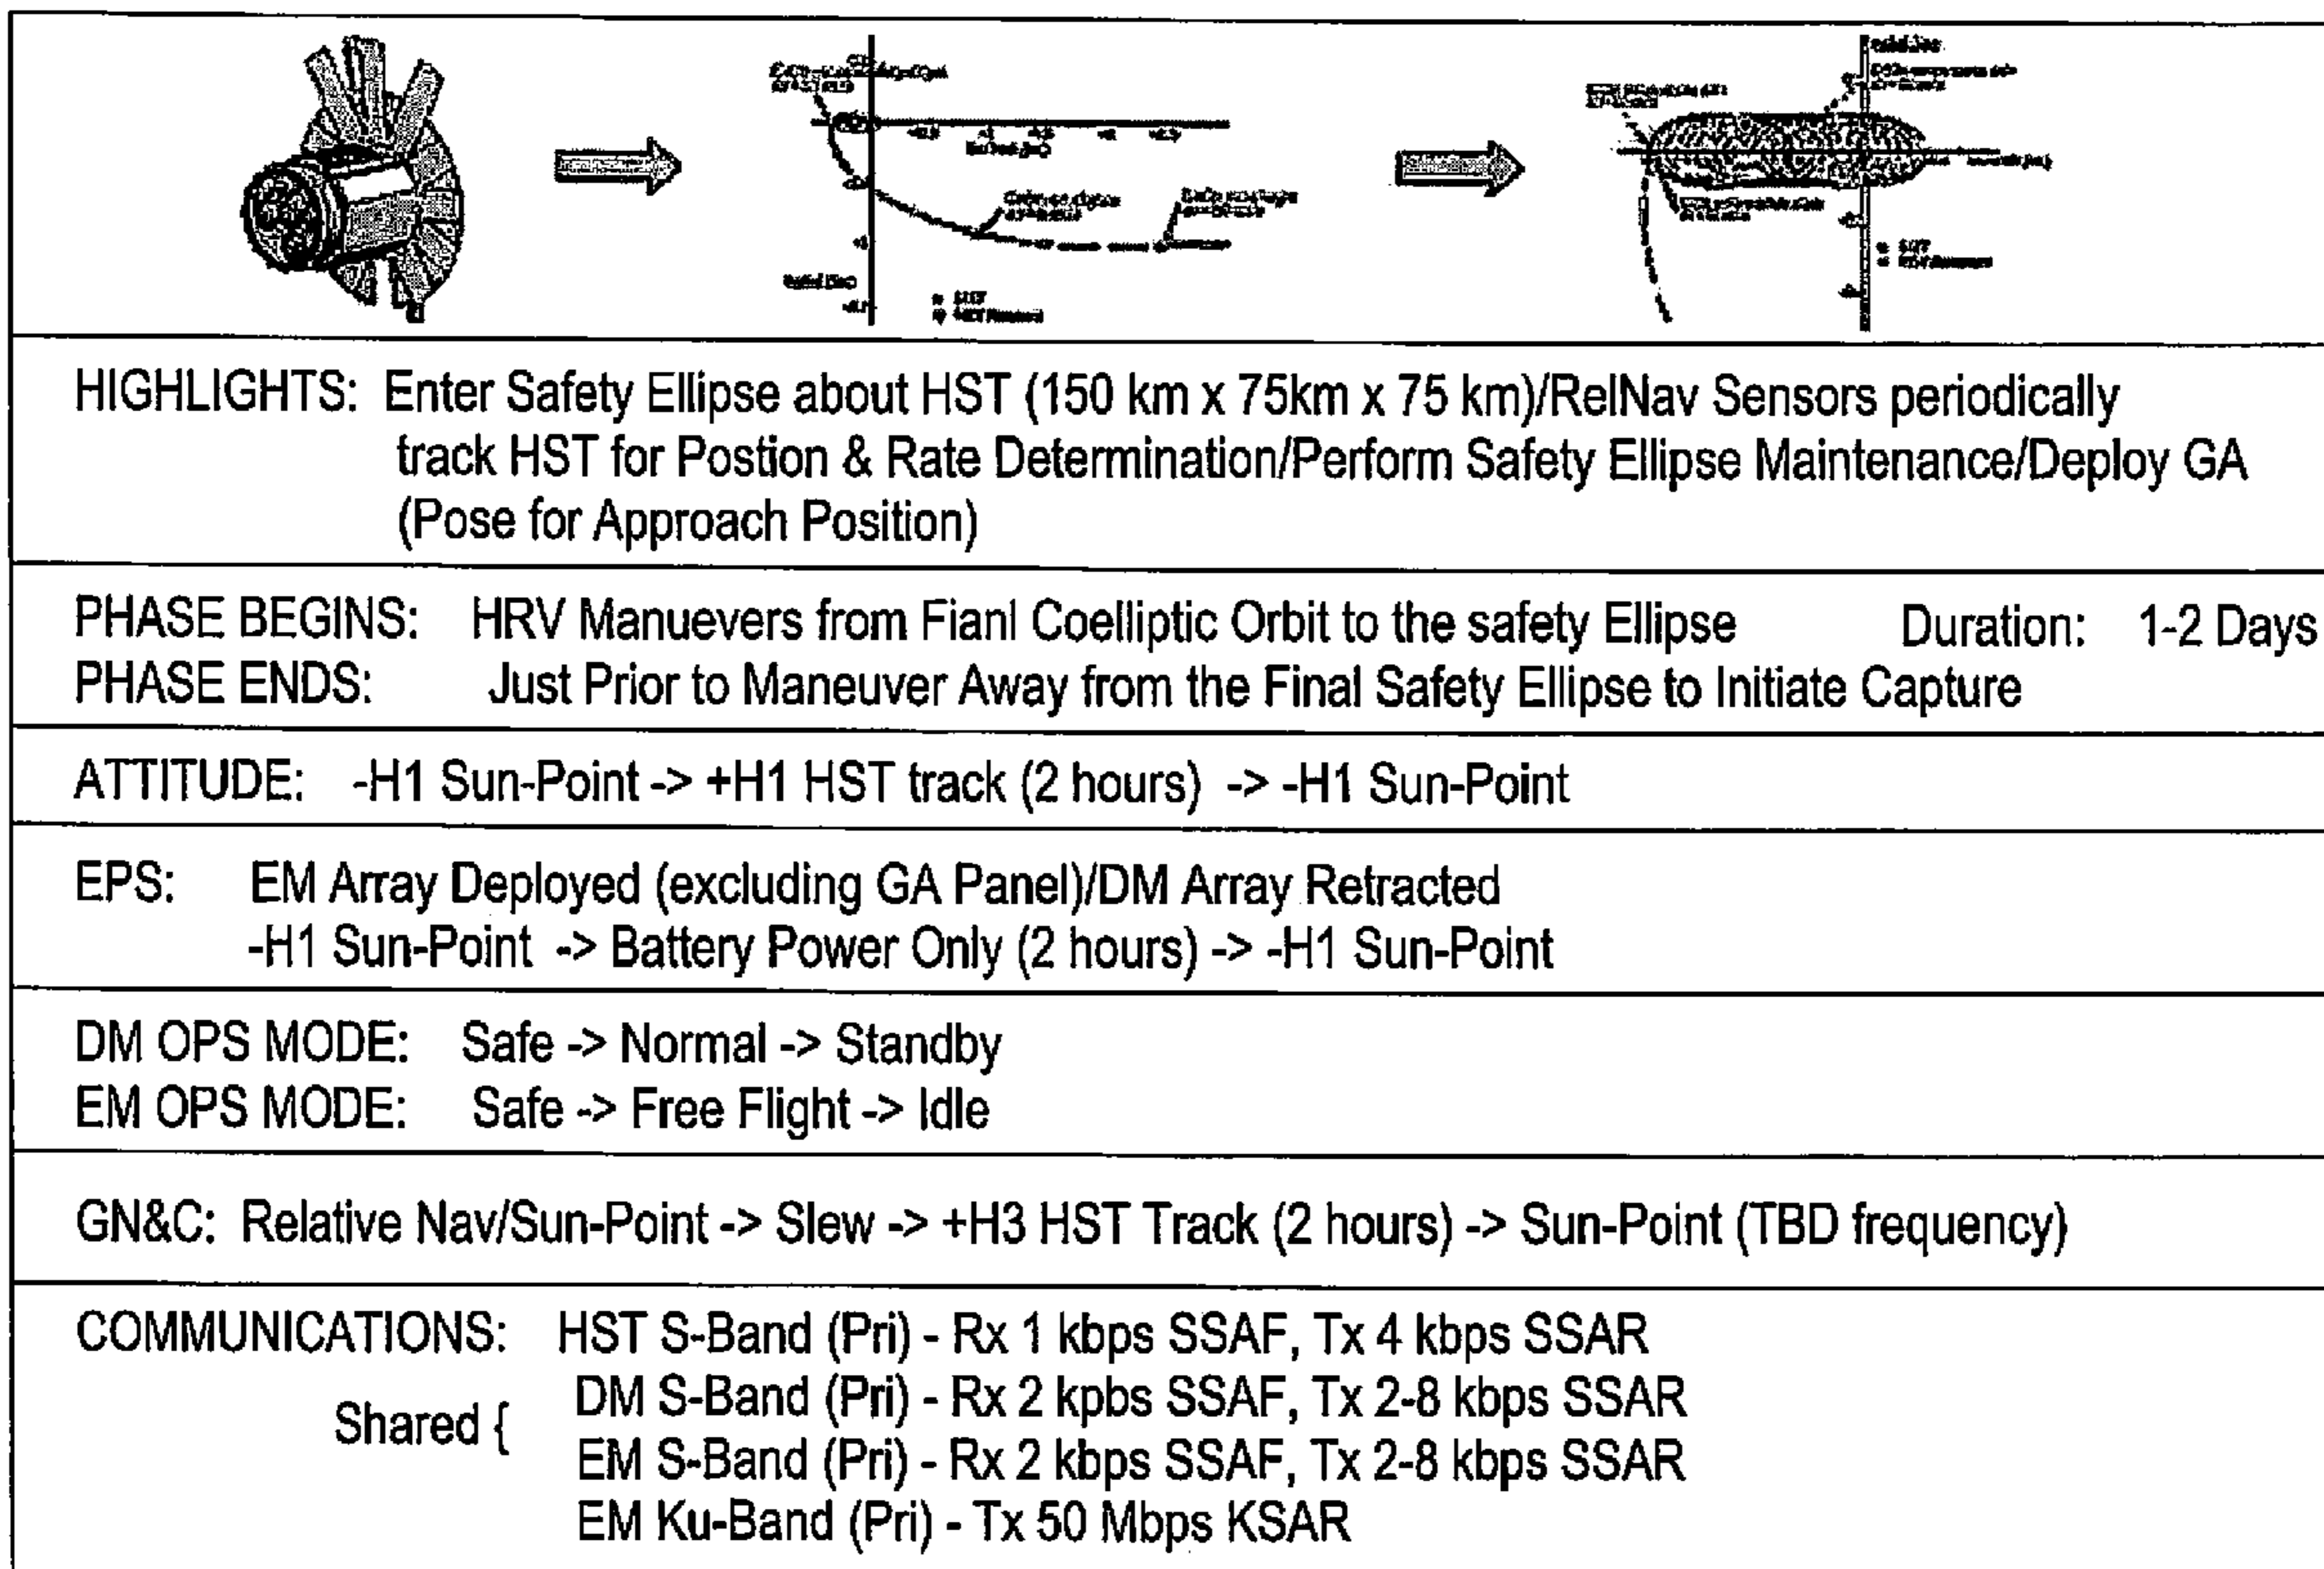 HIGHLIGHTS: Enter Safety Ellipse about HST (150 km x 75km x 75 km)/RelNav Sensors periodically
track HST for Postion & Rate Determination/Perform Safety Ellipse Maintenance/Deploy GA
(Pose for Approach Position)
PHASE BEGINS: HRV Manuevers from Fianl Coelliptic Orbit to the safety Ellipse Duration: 1-2 Days
PHASE ENDS: Just Prior to Maneuver Away from the Final Safety Ellipse to Initiate Capture
ATTITUDE: -H1 Sun-Point -> +H1 HST track (2 hours) -> -H1 Sun-Point
EPS: EM Array Deployed (excluding GA Panel)/DM Array Retracted
-H1 Sun-Point -> Battery Power Only (2 hours) -> -H1 Sun-Point
DM OPS MODE: Safe -> Normal -> Standby
EM OPS MODE: Safe -> Free Flight -> Idle
GN&C: Relative Nav/Sun-Point -> Slew -> +H3 HST Track (2 hours) -> Sun-Point (TBD frequency)
COMMUNICATIONS: HST S-Band (Pri) - Rx 1 kbps SSAF, Tx 4 kbps SSAR
Shared { DM S-Band (Pri) - Rx 2 kpbs SSAF, Tx 2-8 kbps SSAR
EM S-Band (Pri) - Rx 2 kbps SSAF, Tx 2-8 kbps SSAR
EM Ku-Band (Pri) - Tx 50 Mbps KSAR